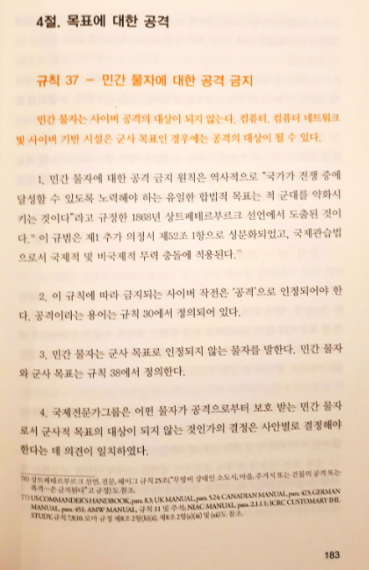 4절. 목표에 대한 공격
규칙 37 - 민간 물자에 대한 공격 금지
민간 물자는 사이버 공격의 대상이 되지 않는다. 컴퓨터, 컴퓨터 네트워크
및 사이버 기반 시설은 군사 목표인 경우에는 공격의 대상이 될 수 있다.
1. 민간 물자에 대한 공격 금지 원칙은 역사적으로 "국가가 전쟁 중에
달성할 수 있도록 노력해야 하는 유일한 합법적 목표는 적 군대를 약화시
키는 것이다"라고 규정한 1868년 상트페테르부르크 선언에서 도출된 것이
다. 이 규범은 제1 추가 의정서 제52조 1항으로 성문화되었고, 국제관습법
으로서 국제적 및 비국제적 무력 충돌에 적용된다.
2. 이 규칙에 따라 금지되는 사이버 작전은 '공격'으로 인정되어야 한
다. 공격이라는 용어는 규칙 30에서 정의되어 있다.
3. 민간 물자는 군사 목표로 인정되지 않는 물자를 말한다. 민간 물자
와 군사 목표는 규칙 38에서 정의한다.
4. 국제전문가그룹은 어떤 물자가 공격으로부터 보호 받는 민간 물자
로서 군사적 목표의 대상이 되지 않는 것인가의 결정은 사안별로 결정해야
한다는 데 의견이 일치하였다.
상트페테르부르크 선언, 전문, 헤이그 규칙 25조("무방비 상태인 소도시, 마을, 주거지 또는 건물의 공격 또는
폭격…은 금지된다"고 규정)도 참조.
US COMMANDER'S HANDBOOK, para. 8.3; UK MANUAL, para. 5.24; CANADIAN MANUAL, para. 423; GERMAN
MANUAL, para. 451; AMW MANUAL, 규칙 11 및 주석; NIAC MANUAL, para. 2.1.1.1; ICRC CUSTOMARY IHL
STUDY, 규칙 7,9,10. 로마 규정 제8조 2항(b)(ii), 제8조 2항(e)(iii) 및 (xii)도 참조.
183